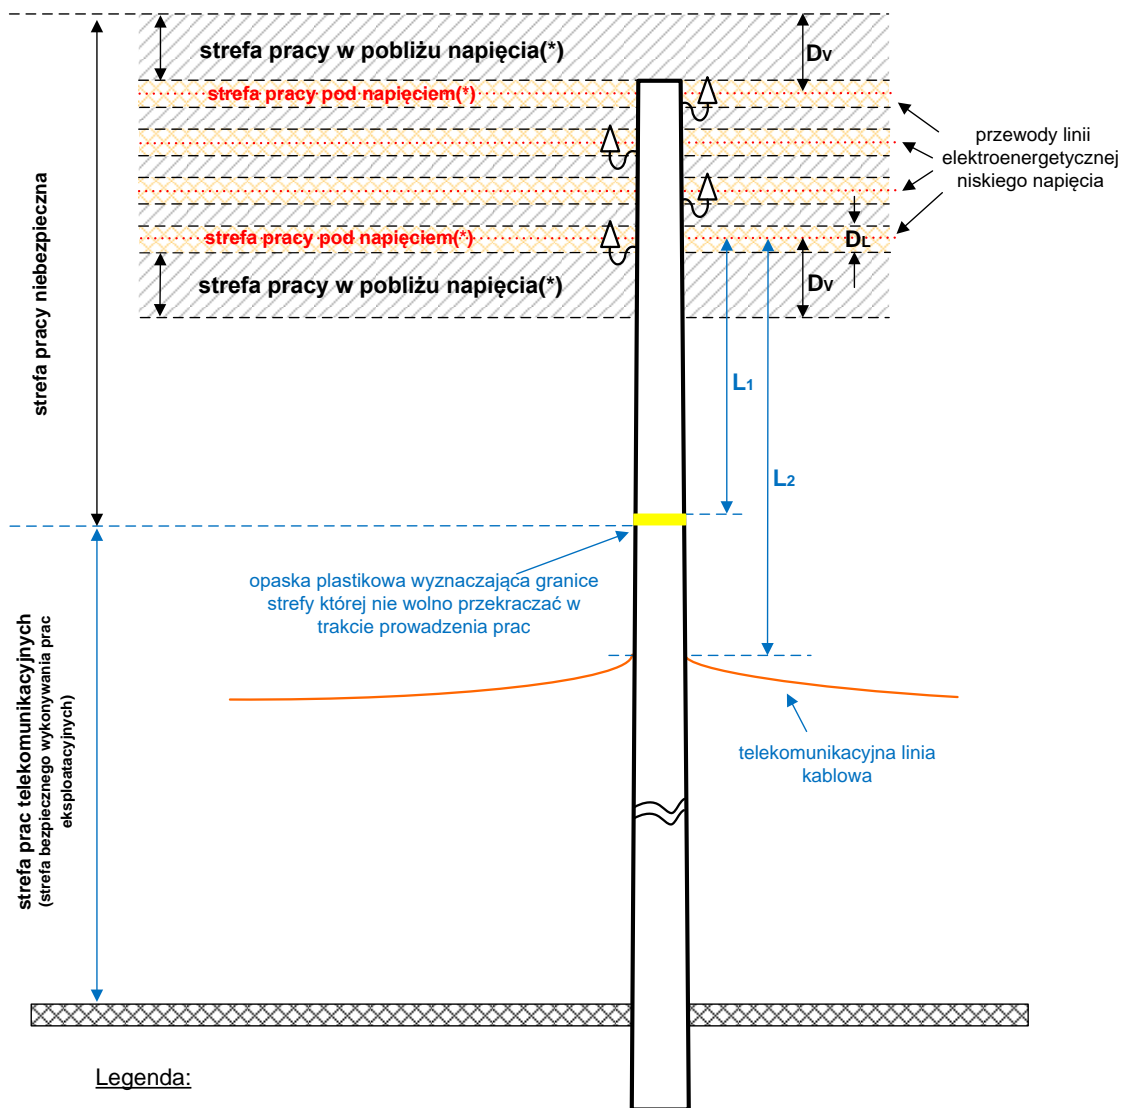 strefa pracy w pobliżu napięcia(*)
DV
strefa pracy pod napięciem(*)
przewody linii
elektroenergetycznej
niskiego napięcia
strefa pracy pod napięciem(*)
DL
strefa pracy w pobliżu napięcia(*)
DV
strefa pracy niebezpieczna
L1
L2
opaska plastikowa wyznaczająca granice
strefy której nie wolno przekraczać w
trakcie prowadzenia prac
strefa prac telekomunikacyjnych
(strefa bezpiecznego wykonywania prac
eksploatacyjnych)
telekomunikacyjna linia
kablowa
Legenda: